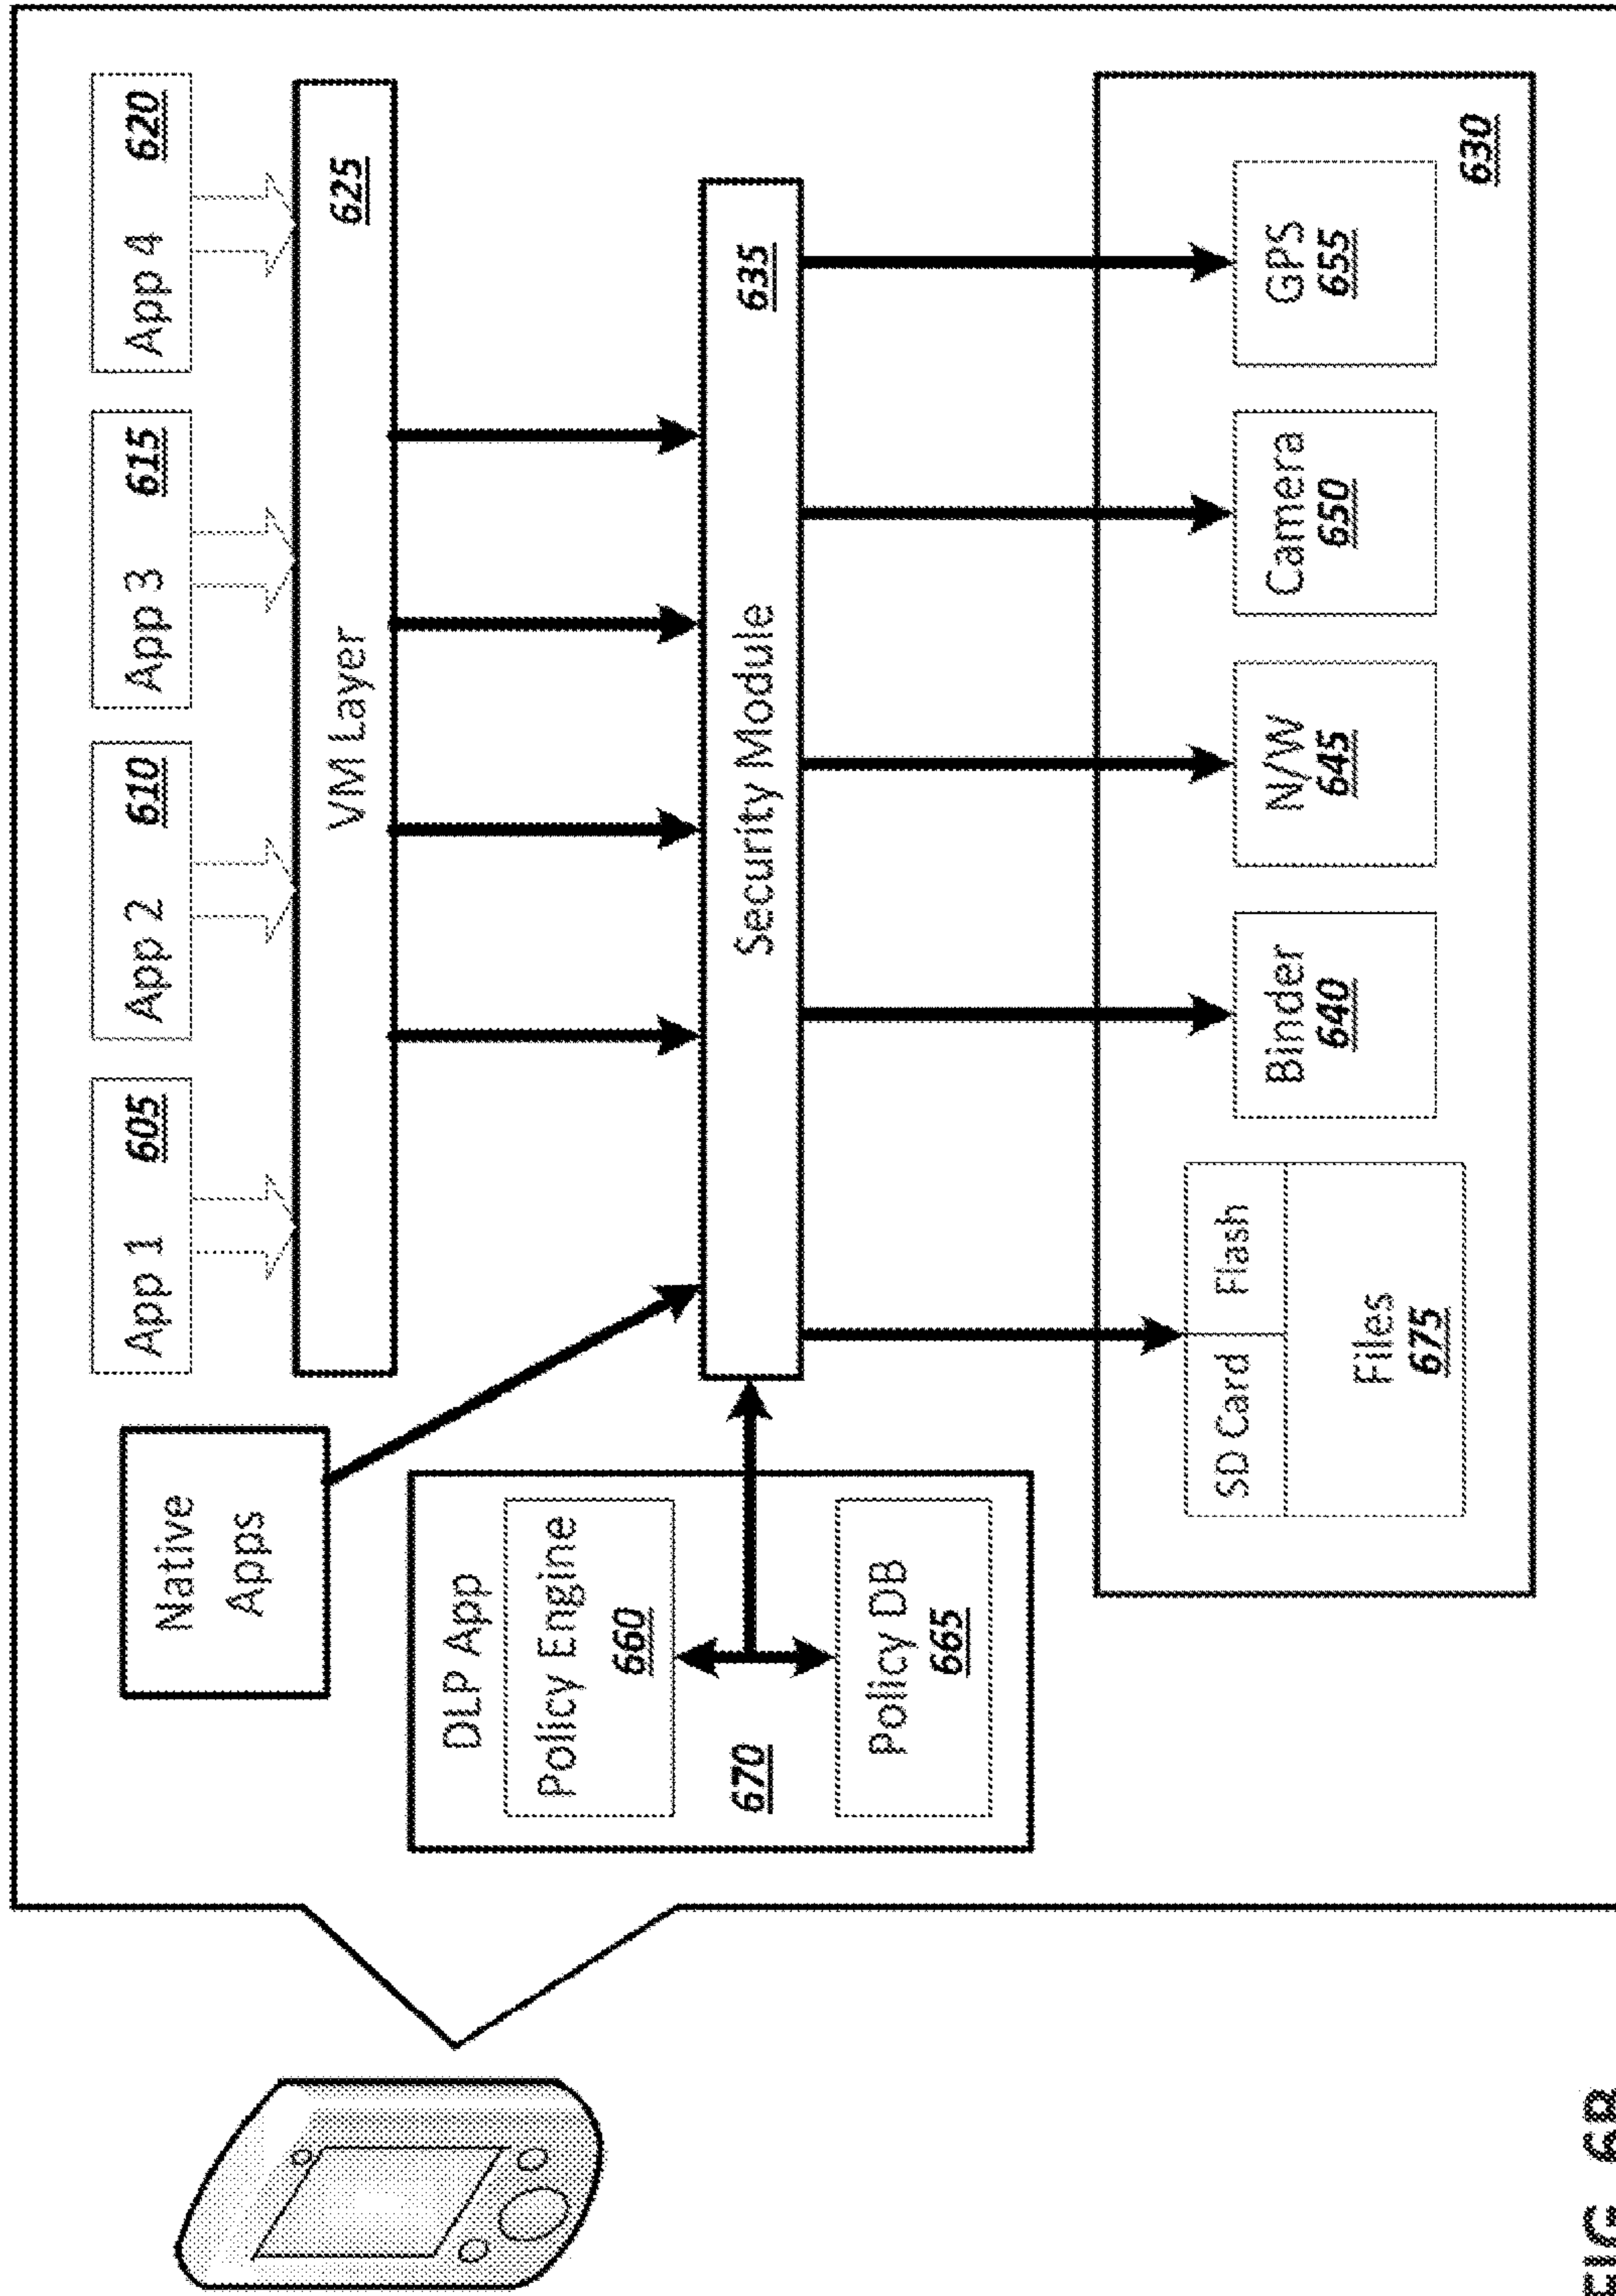 App 1 605
App 2 610
App 3 615
App 4 620
VM Layer 625
Native
Apps
Security Module 635
DLP App
Policy Engine
660
670
Policy DB
665
SD Card
Flash
Files
675
Binder
640
N/W
645
Camera
650
GPS
655
630
FIG. 6B